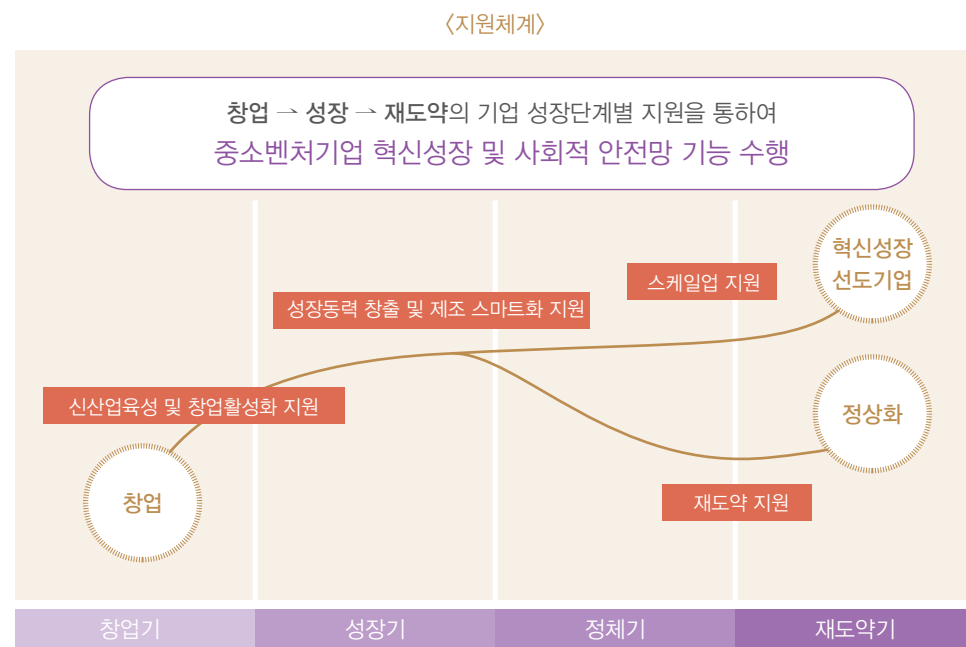 〈지원체계〉
창업 → 성장 → 재도약의 기업 성장단계별 지원을 통하여
중소벤처기업 혁신성장 및 사회적 안전망 기능 수행
혁신성장
선도기업
스케일업 지원
성장동력 창출 및 제조 스마트화 지원
신산업육성 및 창업활성화 지원
정상화
창업
재도약 지원
창업기
성장기
정체기
재도약기